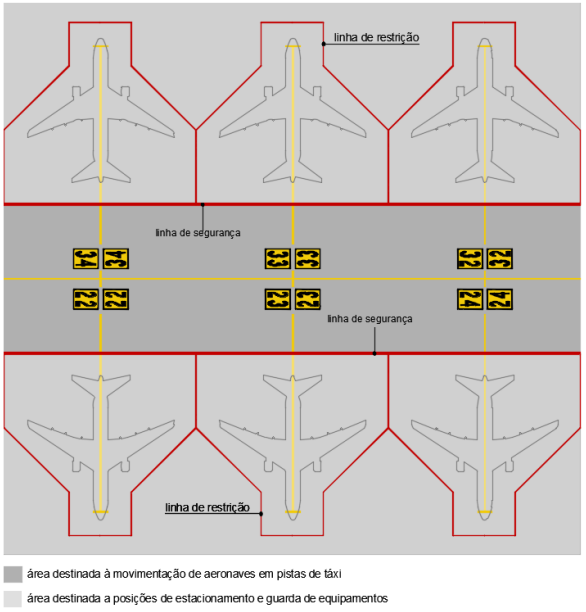 linha de restrição
linha de segurança
34 34 33 33 32 32
22 22 23 23 24 24
linha de segurança
linha de restrição
área destinada à movimentação de aeronaves em pistas de táxi
área destinada a posições de estacionamento e guarda de equipamentos